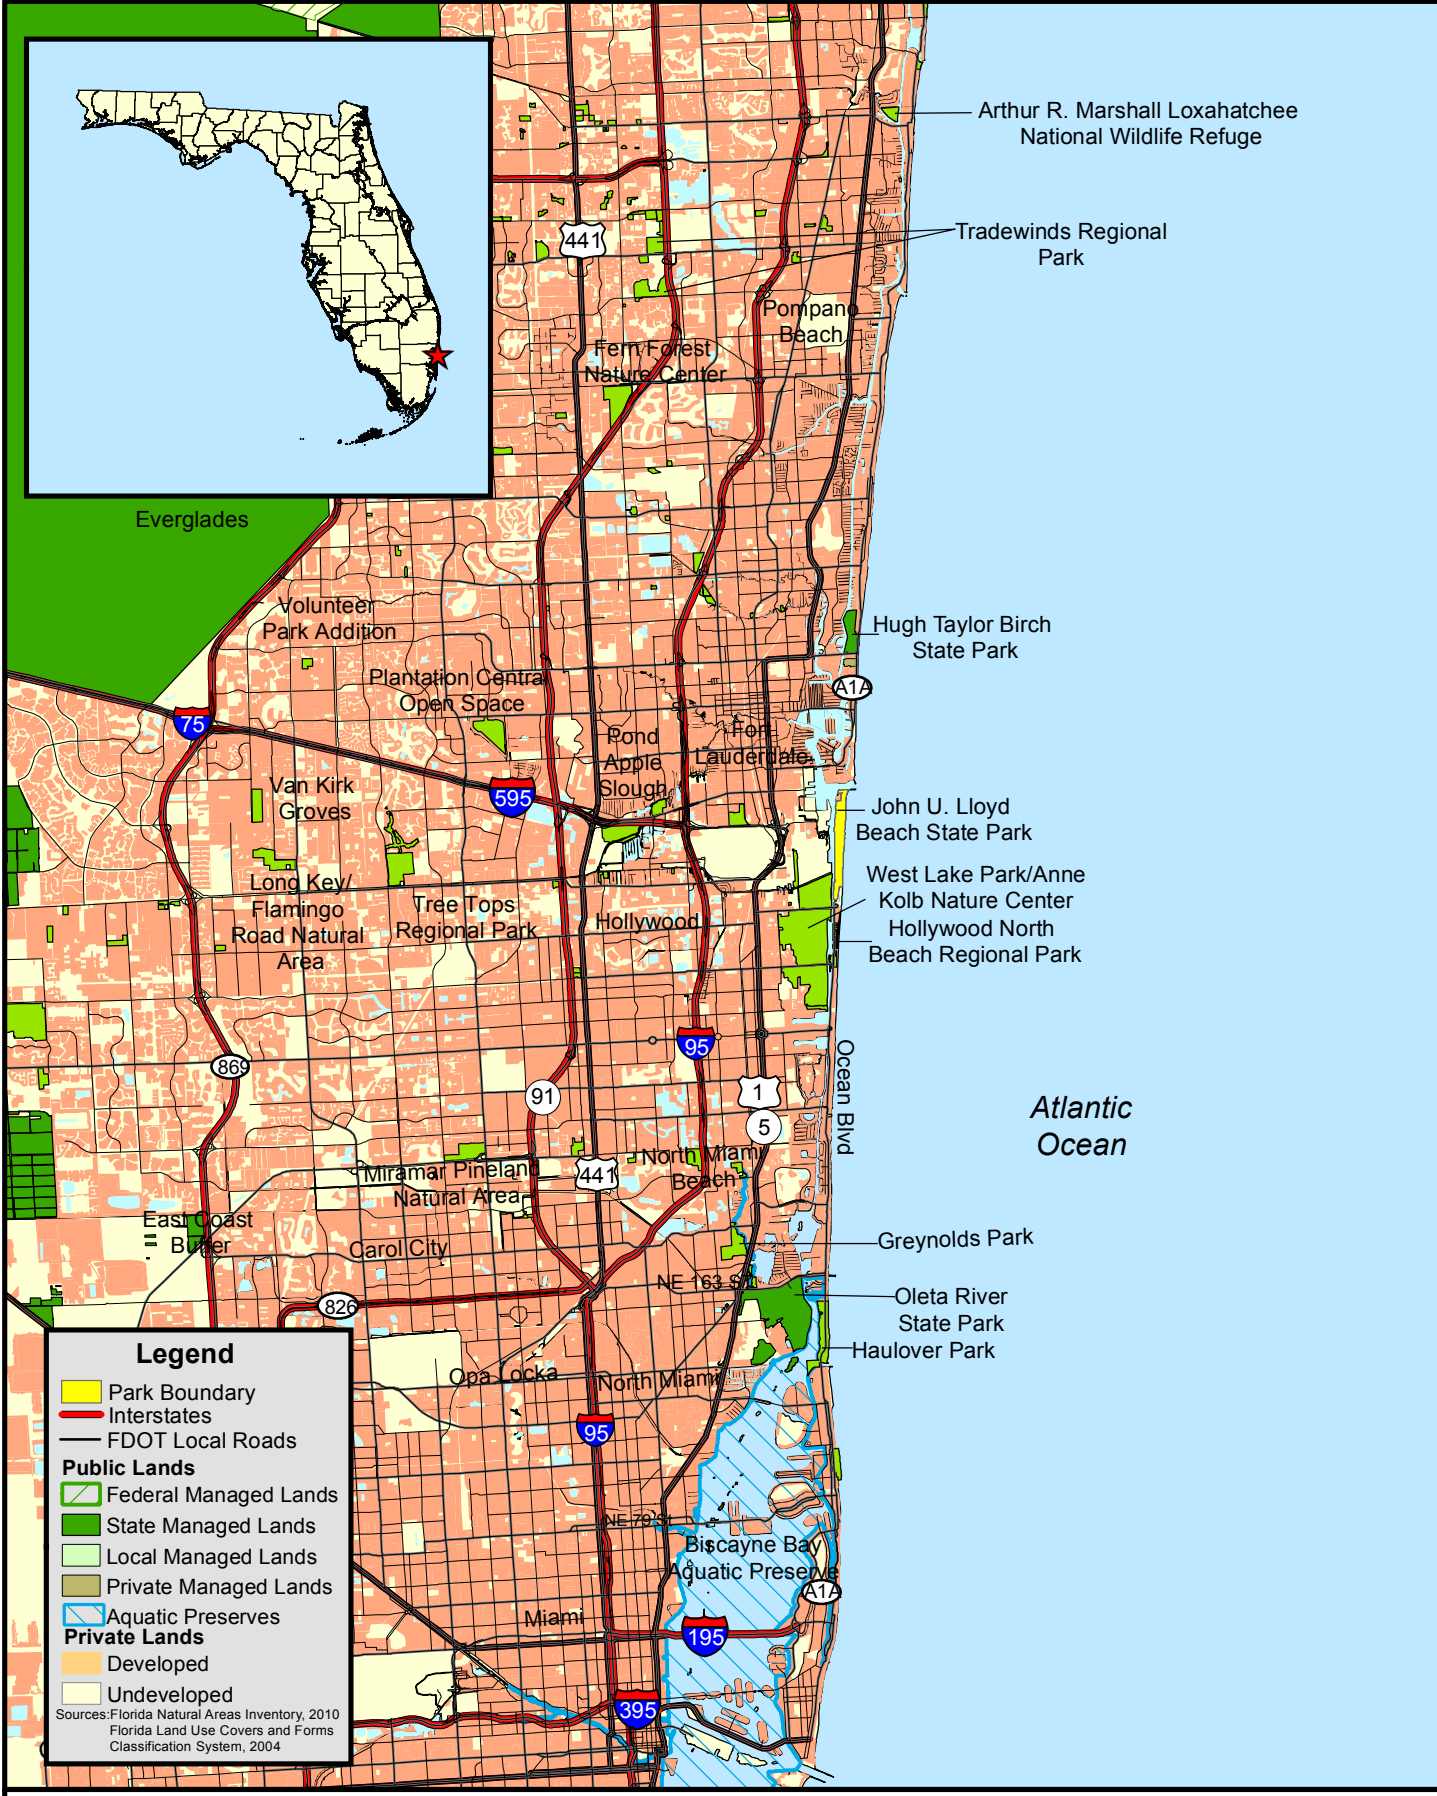 Arthur R. Marshall Loxahatchee
National Wildlife Refuge
441
Tradewinds Regional
Park
Pompano
Beach
Fern Forest
Nature Center
Everglades
Volunteer
Park Addition
Hugh Taylor Birch
State Park
Plantation Central
Open Space
A1A
75
Pond
Apple
Slough
Fort
Lauderdale
Van Kirk
Groves
595
John U. Lloyd
Beach State Park
West Lake Park/Anne
Kolb Nature Center
Long Key/
Flamingo
Road Natural
Area
Tree Tops
Regional Park
Hollywood
Hollywood North
Beach Regional Park
95
869
91
1
5
Ocean Blvd
Atlantic
Ocean
Miramar Pineland
Natural Area
441
North Miami
Beach
East Coast
Buffer
Carol City
Greynolds Park
NE 163 St
Oleta River
State Park
826
Haulover Park
Opa Locka
North Miami
95
NE 79 St
Biscayne Bay
Aquatic Preserve
A1A
Miami
195
395
Legend
Park Boundary
Interstates
FDOT Local Roads
Public Lands
Federal Managed Lands
State Managed Lands
Local Managed Lands
Private Managed Lands
Aquatic Preserves
Private Lands
Developed
Undeveloped
Sources:Florida Natural Areas Inventory, 2010
Florida Land Use Covers and Forms
Classification System, 2004